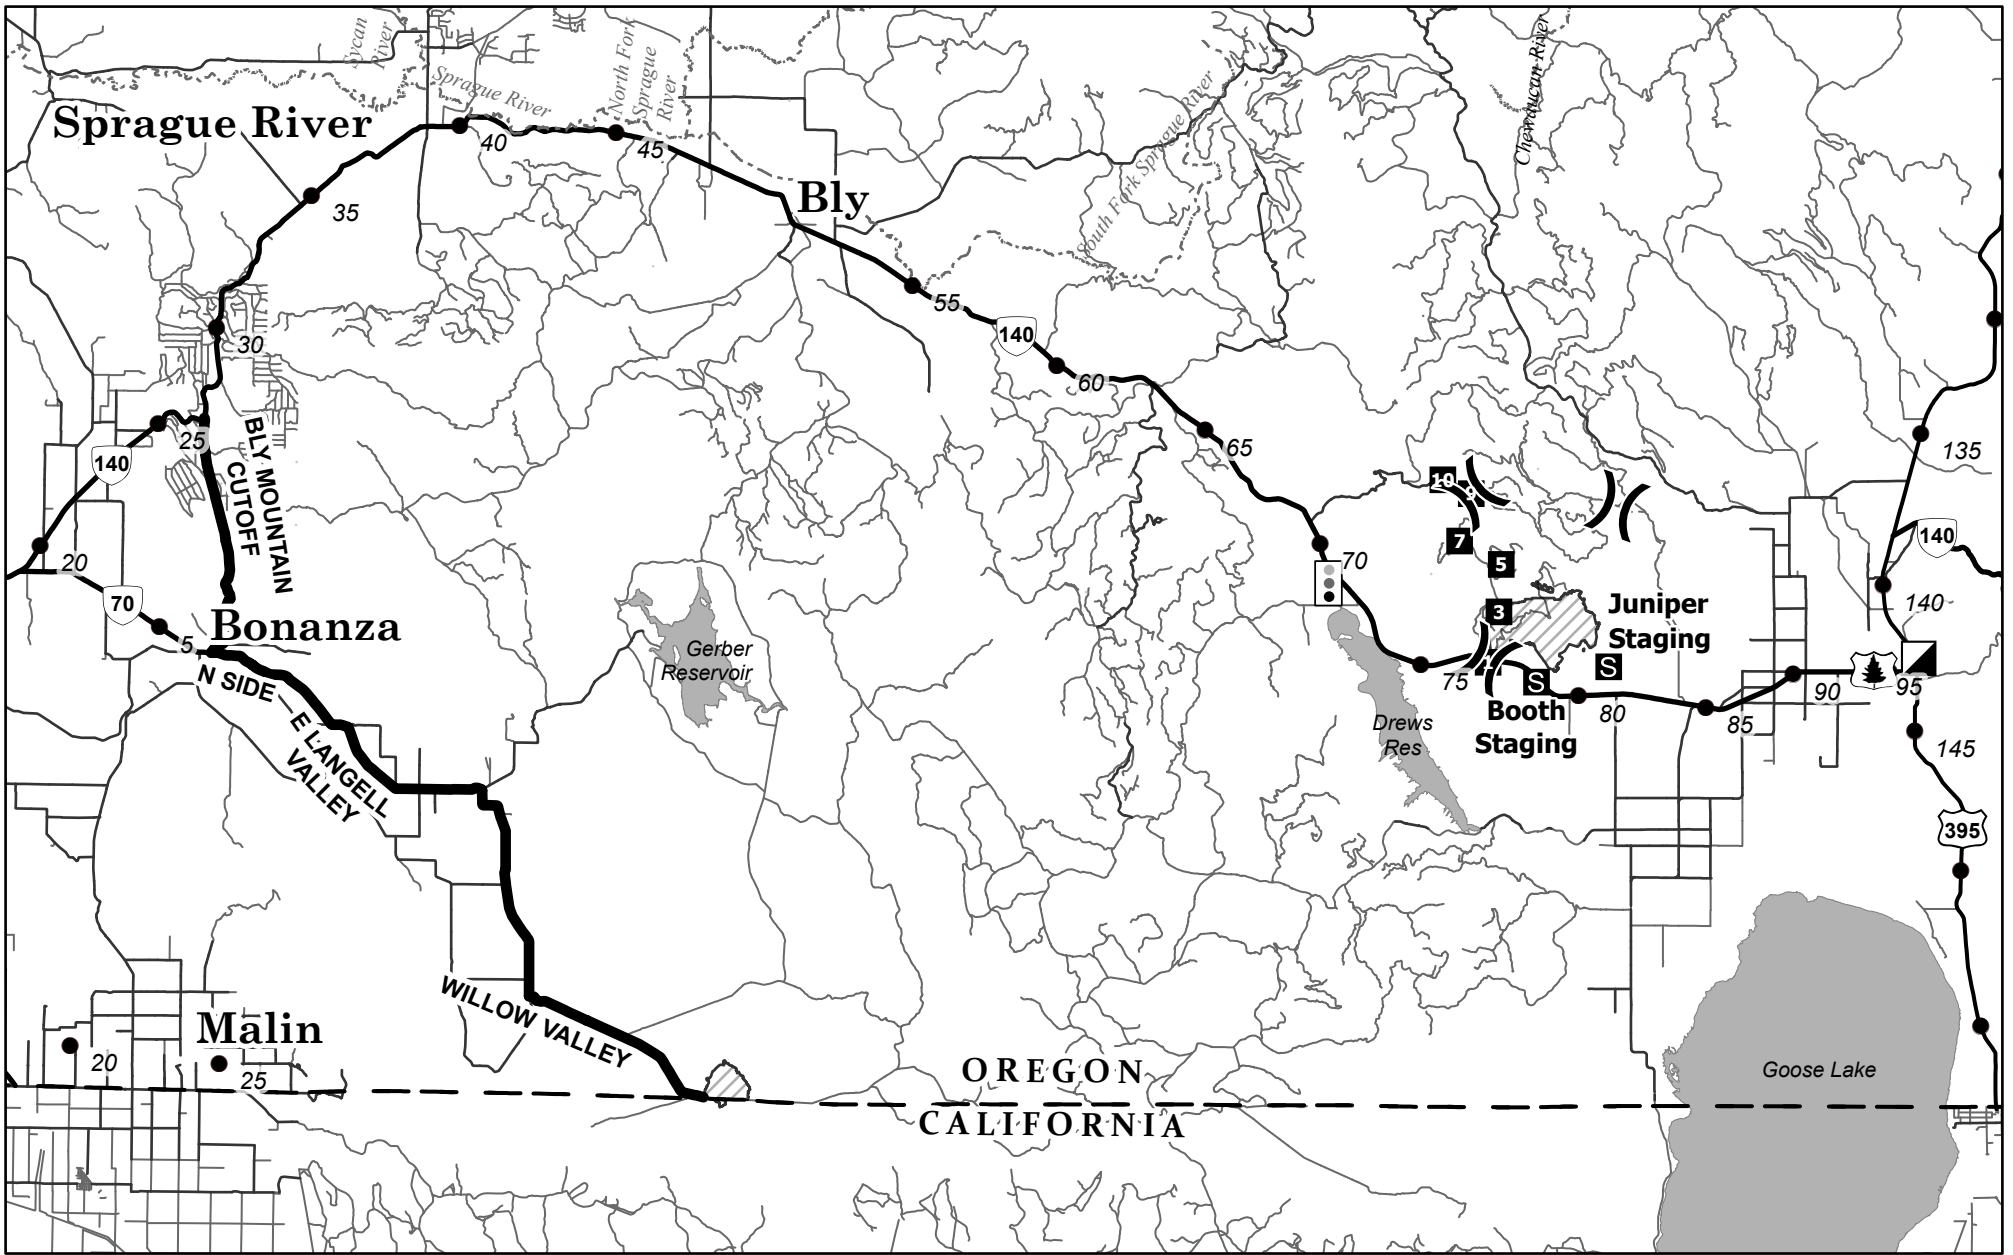 Sycan
River
North Fork
Sprague
River
Sprague River
Chewaucan River
Sprague River
40
45
South Fork Sprague River
Bly
35
55
140
30
60
BLY MOUNTAIN
CUTOFF
25
65
135
140
10
9
140
20
70
7
5
70
3
Juniper
Staging
140
Bonanza
5
Gerber
Reservoir
N SIDE
E LANGELL
VALLEY
75
S
S
90
95
Booth
Staging
80
85
Drews
Res
145
395
WILLOW VALLEY
Malin
20
25
OREGON
CALIFORNIA
Goose Lake